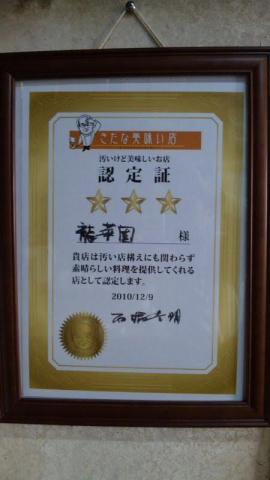 きたな美味い店
汚いけど美味しいお店
認定証
龍華園 様
貴店は汚い店構えにも関わらず
素晴らしい料理を提供してくれる
店として認定します。
2010/12/9
石橋貴明